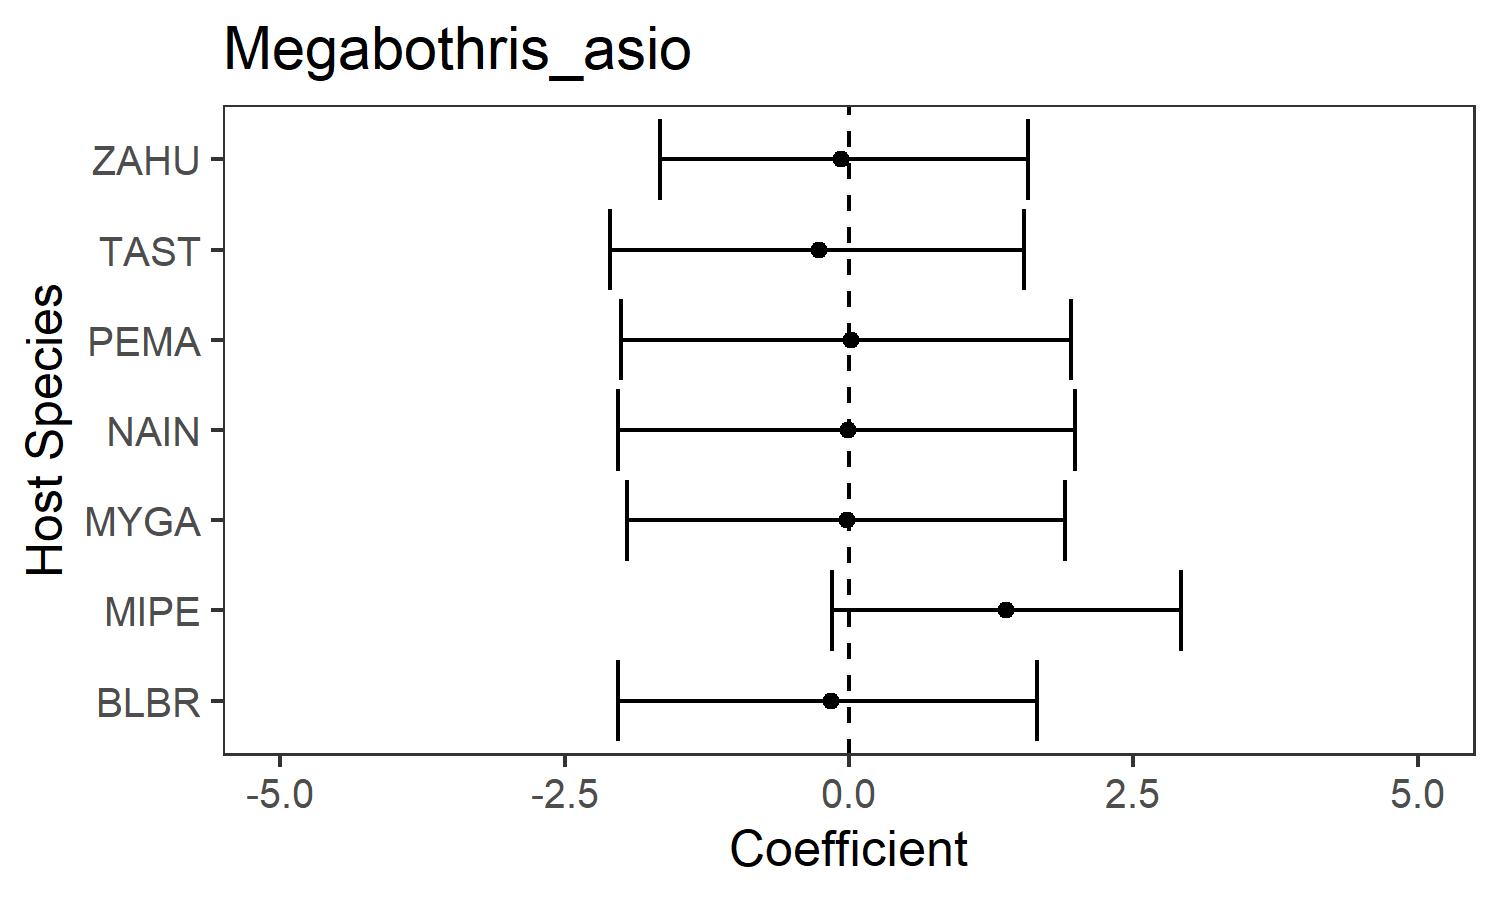 Megabothris_asio
Host Species
ZAHU
TAST
PEMA
NAIN
MYGA
MIPE
BLBR
-5.0 -2.5 0.0 2.5 5.0
Coefficient